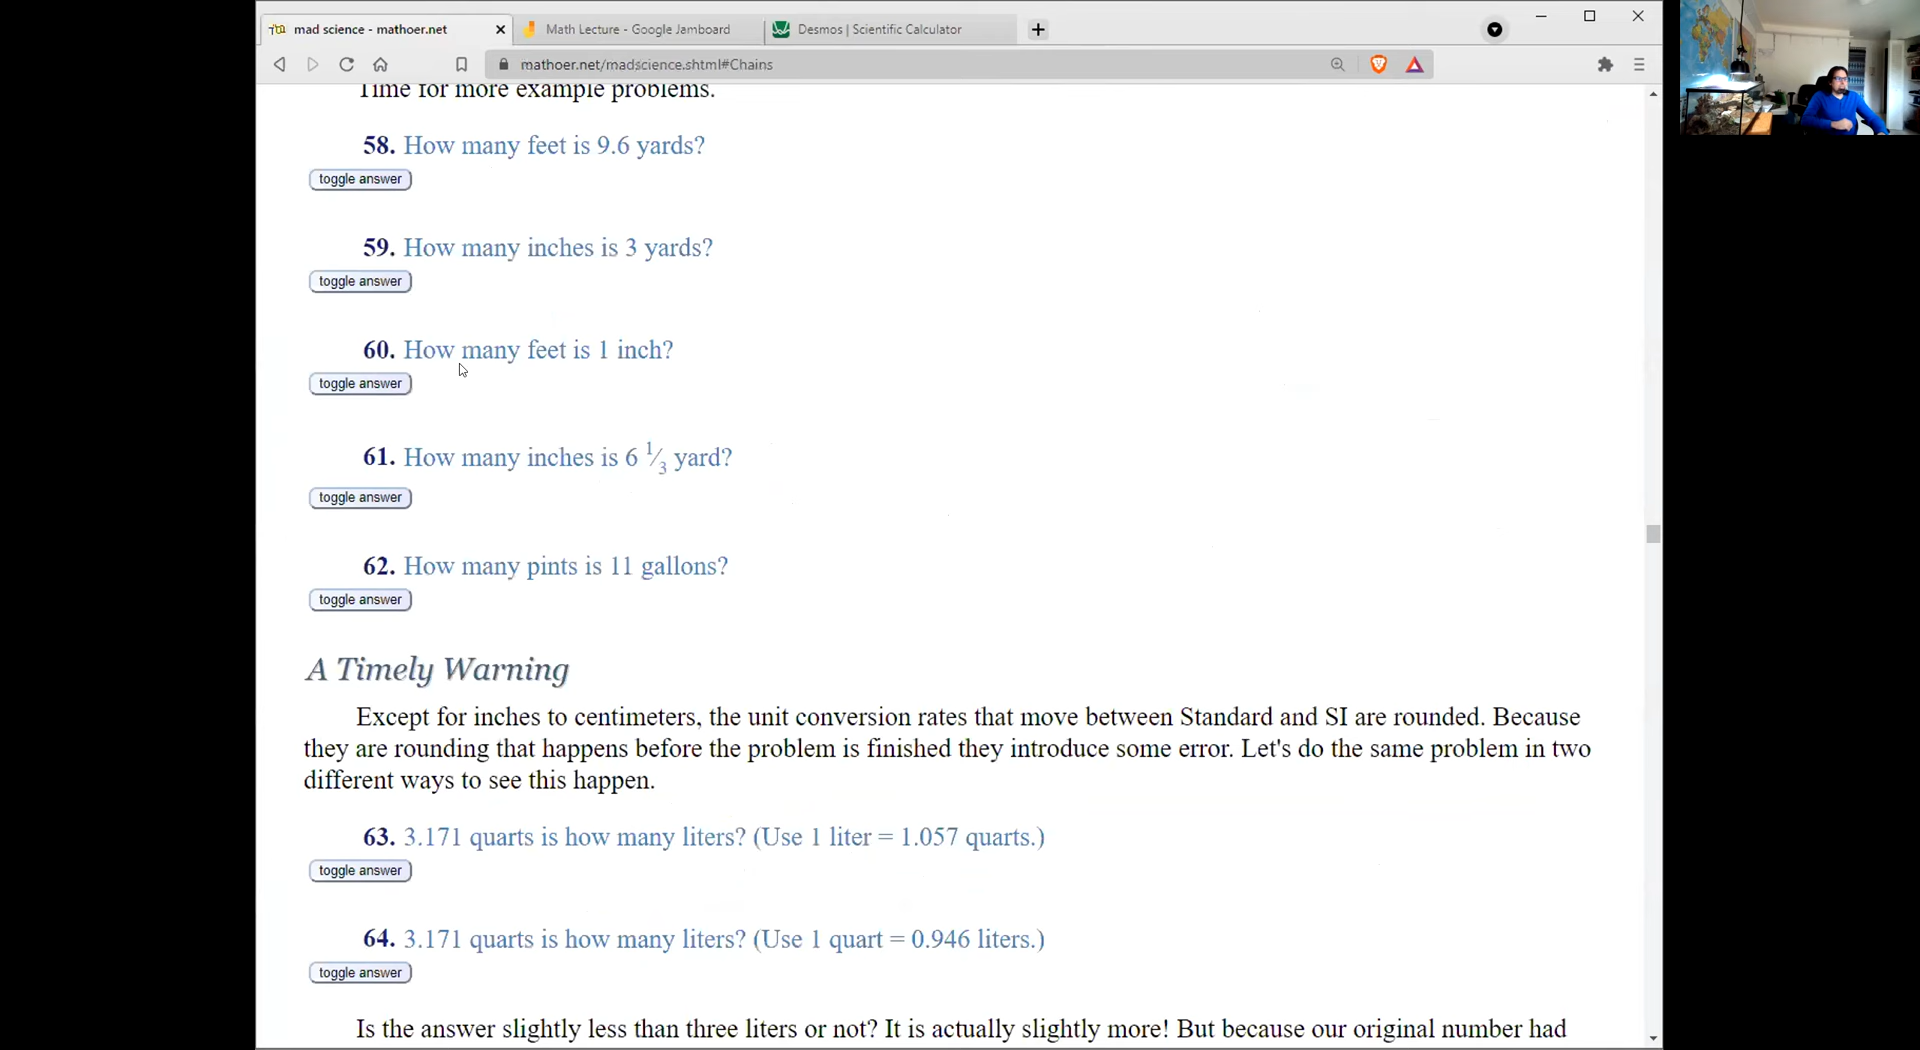 mad science - mathoer.net
Math Lecture - Google Jamboard
Desmos | Scientific Calculator
mathoer.net/madscience.shtml#Chains
Time for more example problems.
58. How many feet is 9.6 yards?
toggle answer
59. How many inches is 3 yards?
toggle answer
60. How many feet is 1 inch?
toggle answer
61. How many inches is 6 1/3 yard?
toggle answer
62. How many pints is 11 gallons?
toggle answer
A Timely Warning
Except for inches to centimeters, the unit conversion rates that move between Standard and SI are rounded. Because
they are rounding that happens before the problem is finished they introduce some error. Let's do the same problem in two
different ways to see this happen.
63. 3.171 quarts is how many liters? (Use 1 liter = 1.057 quarts.)
toggle answer
64. 3.171 quarts is how many liters? (Use 1 quart = 0.946 liters.)
toggle answer
Is the answer slightly less than three liters or not? It is actually slightly more! But because our original number had